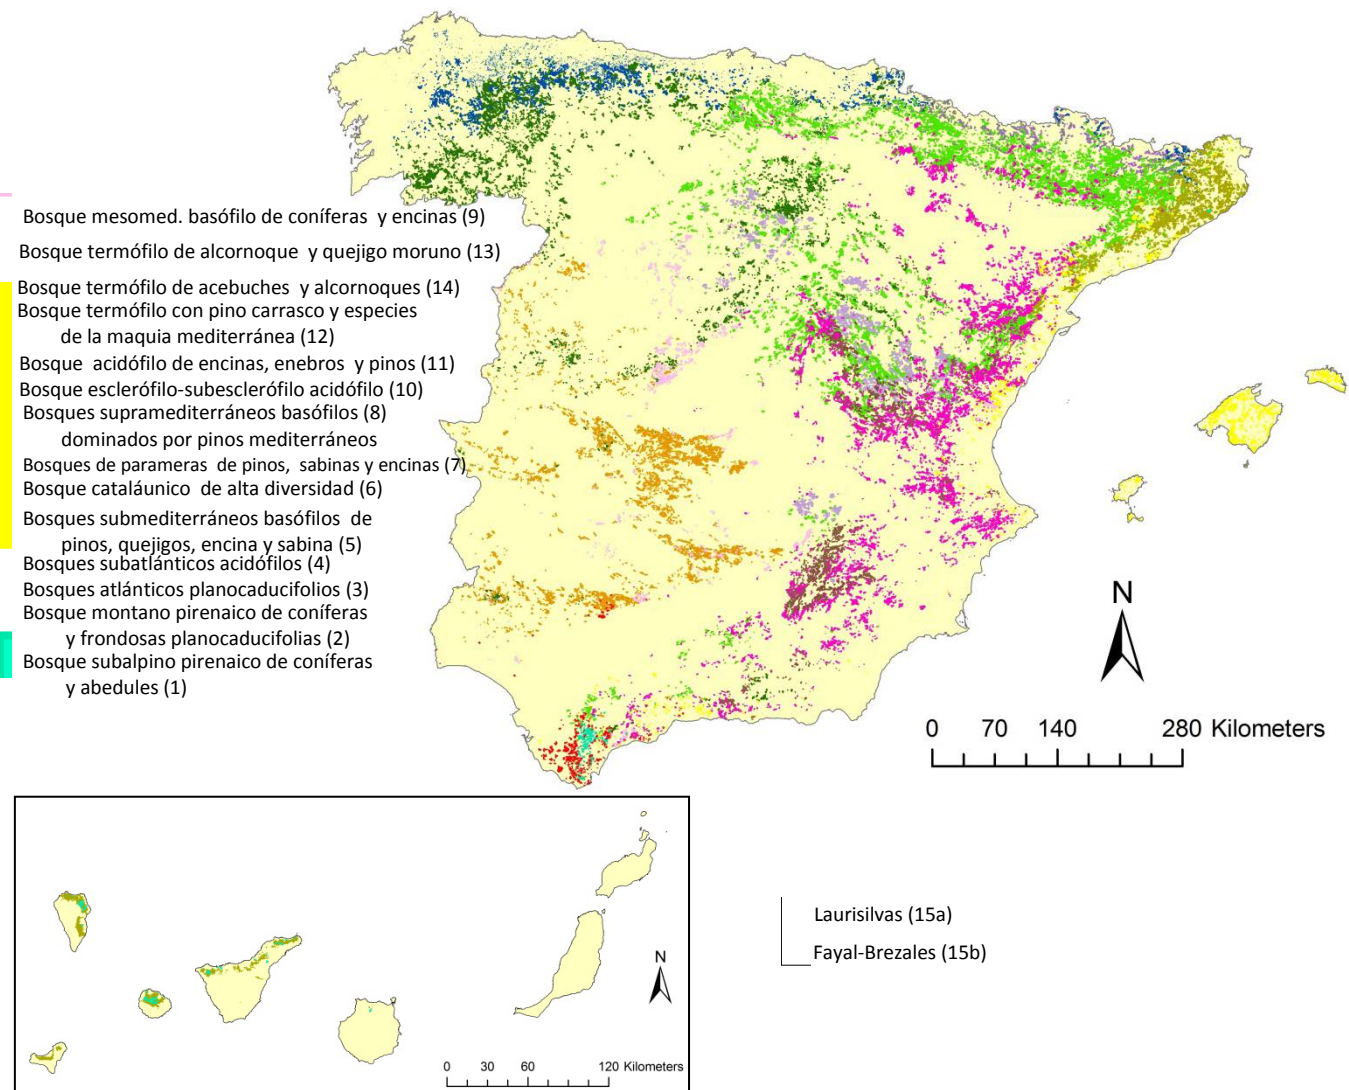 Bosque mesomed. basófilo de coníferas y encinas (9)
Bosque termófilo de alcornoque y quejigo moruno (13)
Bosque termófilo de acebuches y alcornoques (14)
Bosque termófilo con pino carrasco y especies
de la maquia mediterránea (12)
Bosque acidófilo de encinas, enebros y pinos (11)
Bosque esclerófilo-subesclerófilo acidófilo (10)
Bosques supramediterráneos basófilos (8)
dominados por pinos mediterráneos
Bosques de parameras de pinos, sabinas y encinas (7)
Bosque cataláunico de alta diversidad (6)
Bosques submediterráneos basófilos de
pinos, quejigos, encina y sabina (5)
Bosques subatlánticos acidófilos (4)
Bosques atlánticos planocaducifolios (3)
Bosque montano pirenaico de coníferas
y frondosas planocaducifolias (2)
Bosque subalpino pirenaico de coníferas
y abedules (1)
N
0 70 140 280 Kilometers
Laurisilvas (15a)
Fayal-Brezales (15b)
N
0 30 60 120 Kilometers